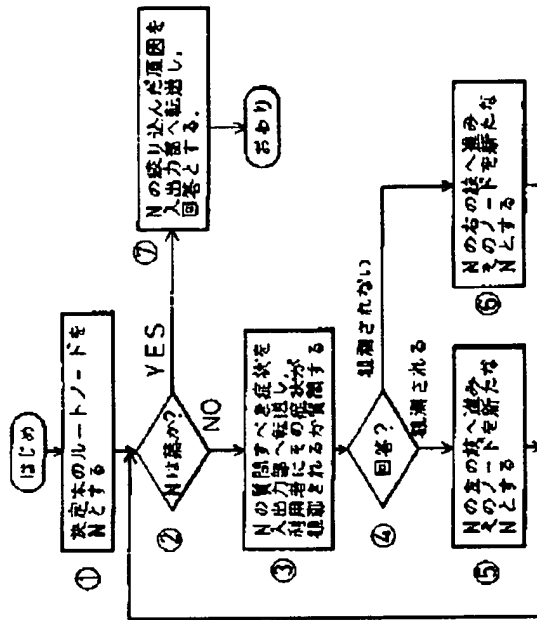 はじめ
①
決定木のルートノードを
Nとする
②
Nは葉か?
YES
NO
⑦
Nの絞り込んだ原因を
入出力部へ転送し,
回答とする.
おわり
③
Nの質問すべき症状を
入出力部へ転送し,
利用者にその症状が
観測されるか質問する
④
回答?
観測されない
観測される
⑤
Nの左の枝へ進み
そのノードを新たな
Nとする
⑥
Nの右の枝へ進み
そのノードを新たな
Nとする